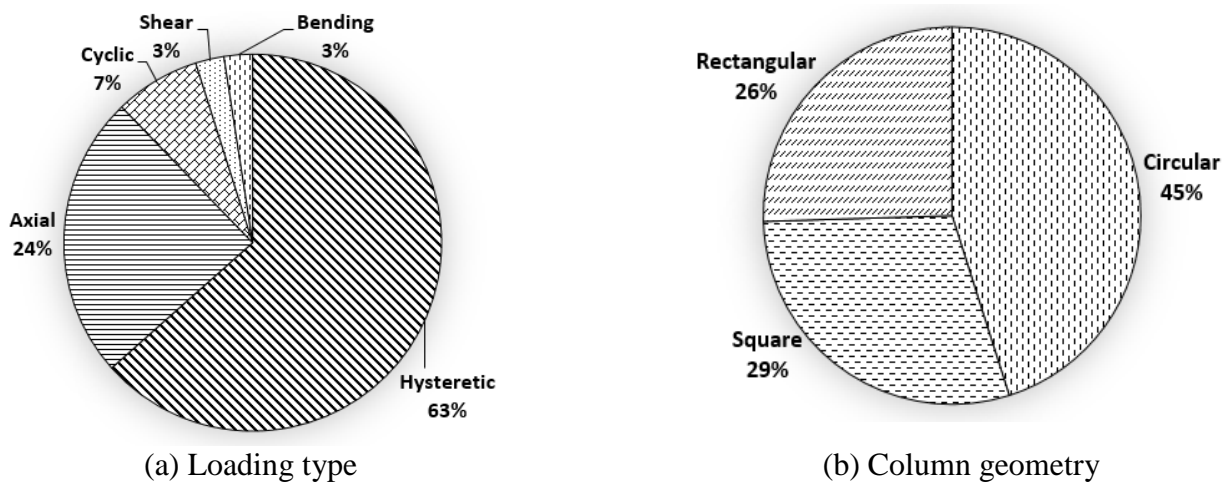 Shear
3%
Bending
3%
Cyclic
7%
Axial
24%
Hysteretic
63%
(a) Loading type
Rectangular
26%
Circular
45%
Square
29%
(b) Column geometry